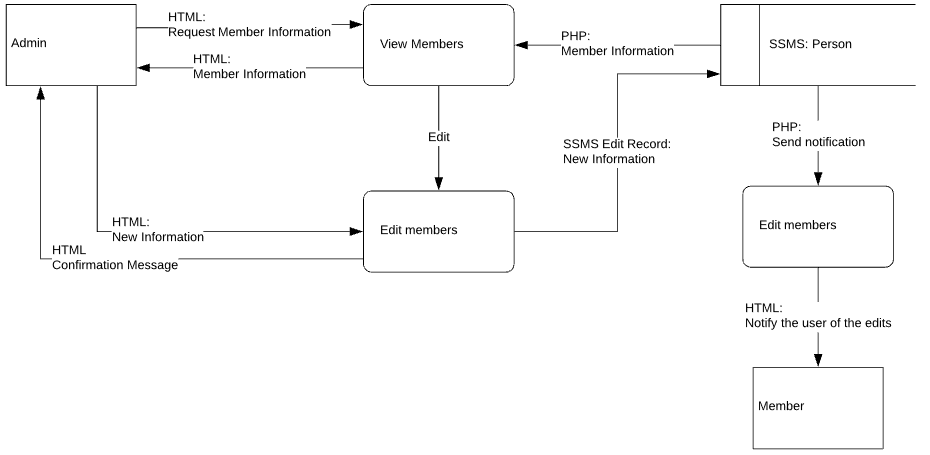 HTML:
Request Member Information
Admin
View Members
PHP:
Member Information
SSMS: Person
HTML:
Member Information
Edit
SSMS Edit Record:
New Information
PHP:
Send notification
HTML:
New Information
Edit members
Edit members
HTML
Confirmation Message
HTML:
Notify the user of the edits
Member